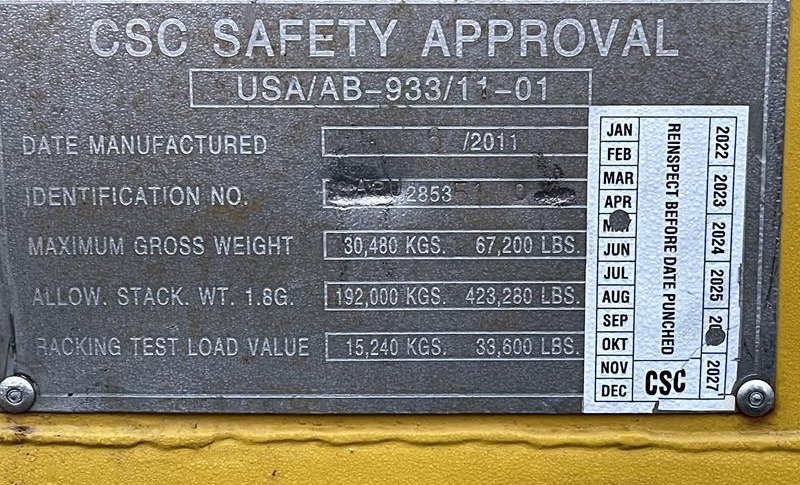 CSC SAFETY APPROVAL
USA/AB-933/11-01
DATE MANUFACTURED /2011
IDENTIFICATION NO. 2853
MAXIMUM GROSS WEIGHT 30,480 KGS. 67,200 LBS.
ALLOW. STACK. WT. 1.8G. 192,000 KGS. 423,280 LBS.
RACKING TEST LOAD VALUE 15,240 KGS. 33,600 LBS.
JAN
FEB
MAR
APR
JUN
JUL
AUG
SEP
OKT
NOV
DEC
REINSPECT BEFORE DATE PUNCHED
CSC
2022
2023
2024
2025
2027